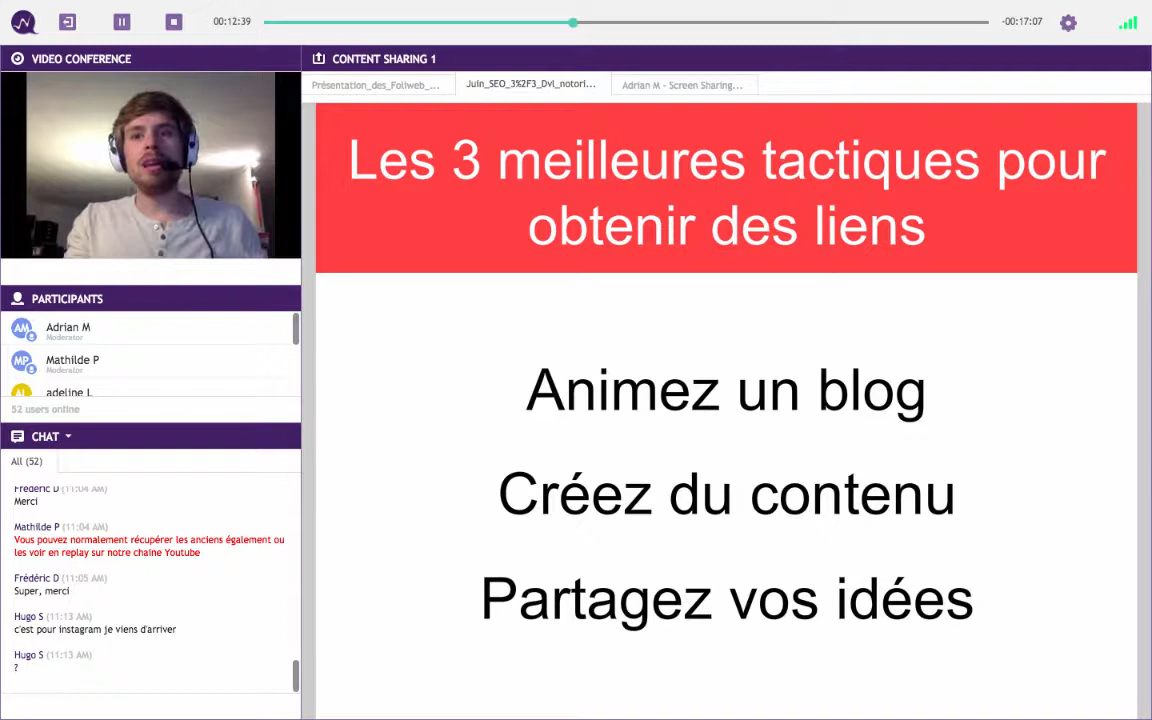 00:12:39
-00:17:07
VIDEO CONFERENCE
CONTENT SHARING 1
Présentation_des_Foliweb_...
Juin_SEO_3%2F3_Dvl_notori...
Adrian M - Screen Sharing...
Les 3 meilleures tactiques pour
obtenir des liens
Animez un blog
Créez du contenu
Partagez vos idées
PARTICIPANTS
AM
Adrian M
Moderator
MP
Mathilde P
Moderator
AL
adeline L
52 users online
CHAT
All (52)
Frédéric D (11:04 AM)
Merci
Mathilde P (11:04 AM)
Vous pouvez normalement récupérer les anciens également ou
les voir en replay sur notre chaine Youtube
Frédéric D (11:05 AM)
Super, merci
Hugo S (11:13 AM)
c'est pour instagram je viens d'arriver
Hugo S (11:13 AM)
?